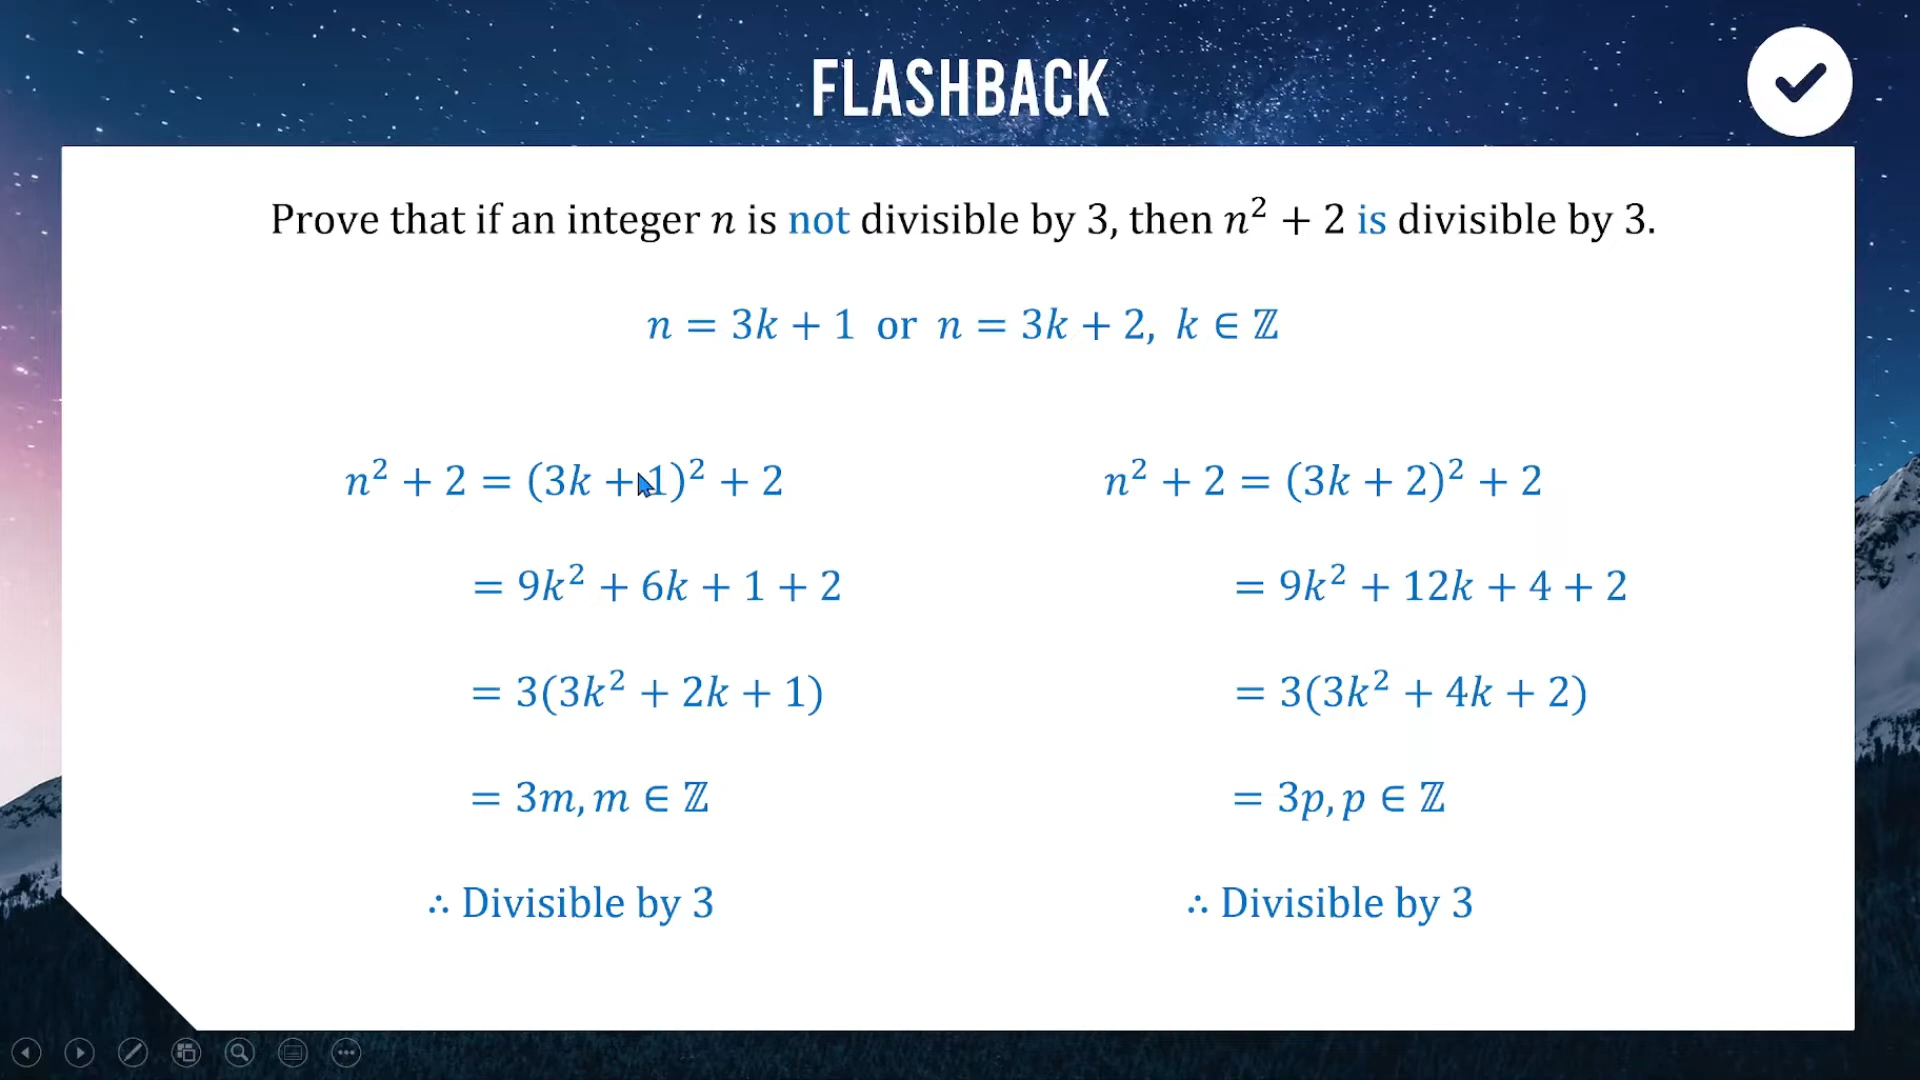 FLASHBACK
Prove that if an integer n is not divisible by 3, then n² + 2 is divisible by 3.
n = 3k + 1 or n = 3k + 2, k ∈ ℤ
n² + 2 = (3k + 1)² + 2
= 9k² + 6k + 1 + 2
= 3(3k² + 2k + 1)
= 3m, m ∈ ℤ
∴ Divisible by 3
n² + 2 = (3k + 2)² + 2
= 9k² + 12k + 4 + 2
= 3(3k² + 4k + 2)
= 3p, p ∈ ℤ
∴ Divisible by 3